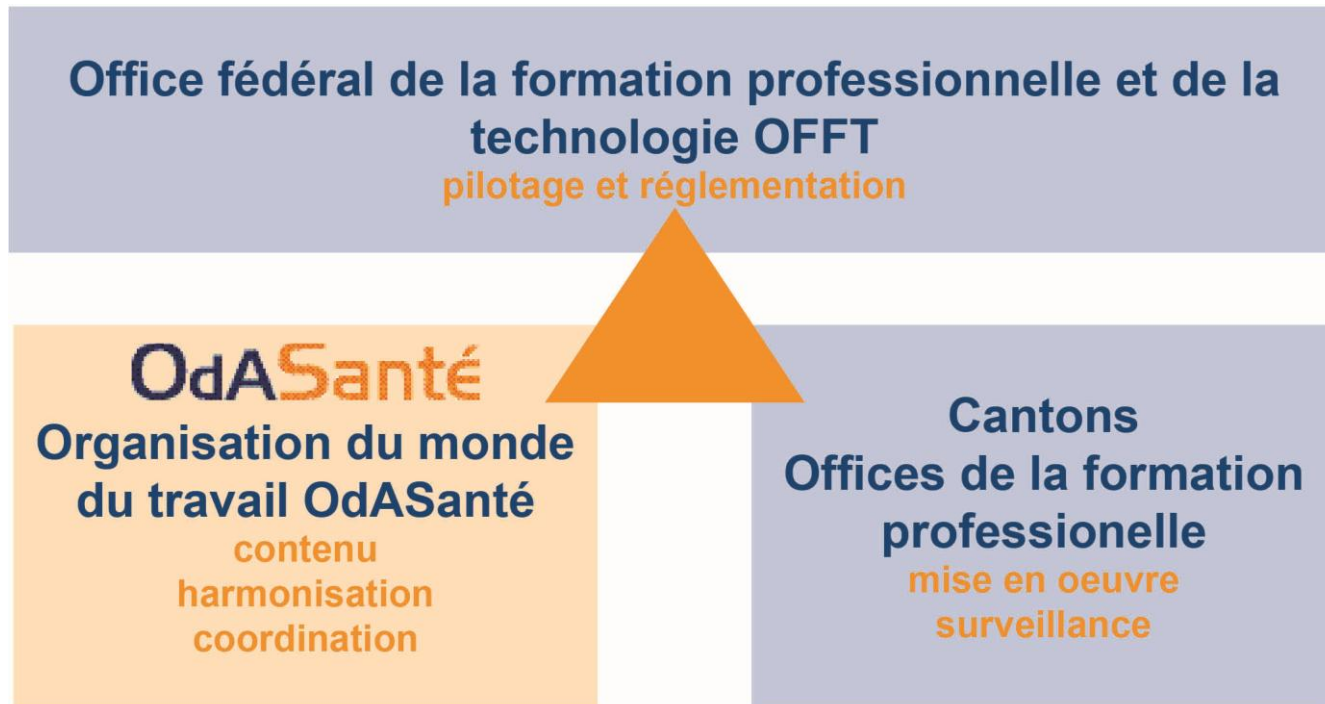 Office fédéral de la formation professionnelle et de la
technologie OFFT
pilotage et réglementation
OdASanté
Organisation du monde
du travail OdASanté
contenu
harmonisation
coordination
Cantons
Offices de la formation
professionelle
mise en oeuvre
surveillance